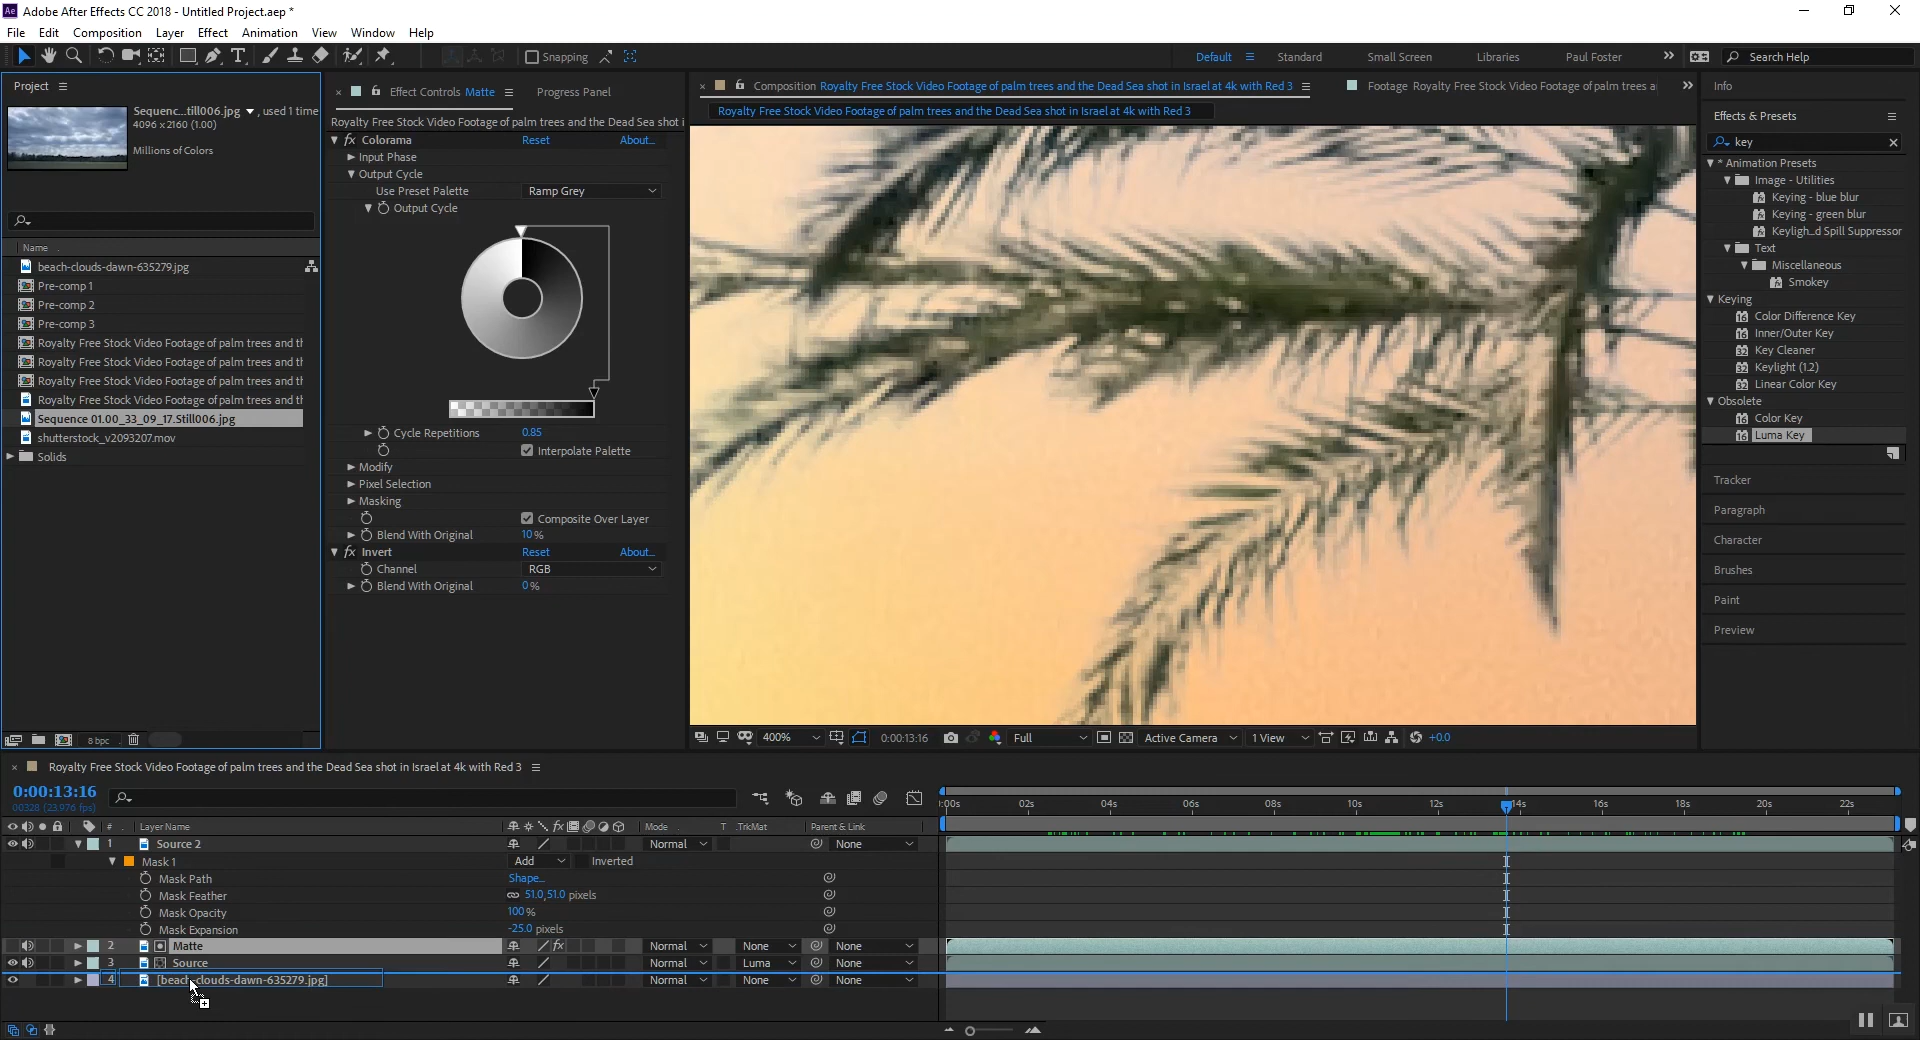 Ae Adobe After Effects CC 2018 - Untitled Project.aep *
File Edit Composition Layer Effect Animation View Window Help
Snapping
Default Standard Small Screen Libraries Paul Foster Search Help
Project
Sequenc...till006.jpg , used 1 time
4096 x 2160 (1.00)
Millions of Colors
Name
beach-clouds-dawn-635279.jpg
Pre-comp 1
Pre-comp 2
Pre-comp 3
Royalty Free Stock Video Footage of palm trees and th
Royalty Free Stock Video Footage of palm trees and th
Royalty Free Stock Video Footage of palm trees and th
Royalty Free Stock Video Footage of palm trees and th
Sequence 01.00_33_09_17.Still006.jpg
shutterstock_v2093207.mov
Solids
8 bpc
Effect Controls Matte Progress Panel
Royalty Free Stock Video Footage of palm trees and the Dead Sea shot i
fx Colorama Reset About...
Input Phase
Output Cycle
Use Preset Palette Ramp Grey
Output Cycle
Cycle Repetitions 0.85
Interpolate Palette
Modify
Pixel Selection
Masking
Composite Over Layer
Blend With Original 10%
fx Invert Reset About...
Channel RGB
Blend With Original 0%
Composition Royalty Free Stock Video Footage of palm trees and the Dead Sea shot in Israel at 4k with Red 3
Footage Royalty Free Stock Video Footage of palm trees a
Royalty Free Stock Video Footage of palm trees and the Dead Sea shot in Israel at 4k with Red 3
400% 0:00:13:16 Full Active Camera 1 View +0.0
Info
Effects & Presets
key
* Animation Presets
Image - Utilities
Keying - blue blur
Keying - green blur
Keyligh...d Spill Suppressor
Text
Miscellaneous
Smokey
Keying
Color Difference Key
Inner/Outer Key
Key Cleaner
Keylight (1.2)
Linear Color Key
Obsolete
Color Key
Luma Key
Tracker
Paragraph
Character
Brushes
Paint
Preview
Royalty Free Stock Video Footage of palm trees and the Dead Sea shot in Israel at 4k with Red 3
0:00:13:16
00328 (23.976 fps)
# Layer Name fx Mode T .TrkMat Parent & Link
:00s 02s 04s 06s 08s 10s 12s 14s 16s 18s 20s 22s
1 Source 2 Normal None
Mask 1 Add Inverted
Mask Path Shape...
Mask Feather 51.0,51.0 pixels
Mask Opacity 100%
Mask Expansion -25.0 pixels
2 Matte fx Normal None None
3 Source Normal Luma None
4 [beach-clouds-dawn-635279.jpg] Normal None None